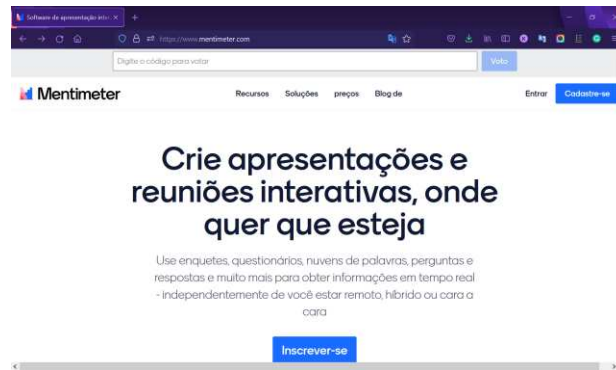 Software de apresentação inter
https://www.mentimeter.com
Digite o código para votar
Voto
Mentimeter
Recursos Soluções preços Blog de
Entrar Cadastre-se
Crie apresentações e
reuniões interativas, onde
quer que esteja
Use enquetes, questionários, nuvens de palavras, perguntas e
respostas e muito mais para obter informações em tempo real
- independentemente de você estar remoto, híbrido ou cara a
cara
Inscrever-se